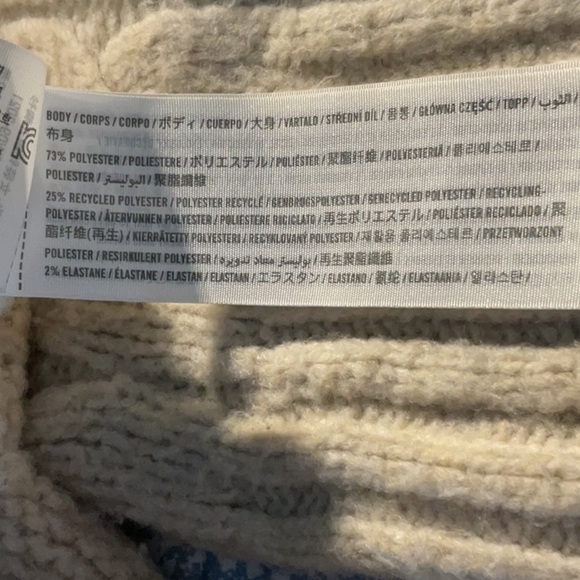 BODY / CORPS / CORPO / ボディ / CUERPO / 大身 / VARTALO / STŘEDNÍ DÍL / 몸통 / GŁÓWNA CZĘŚĆ / TOPP / الثوب /
布身
73% POLYESTER / POLIESTERE / ポリエステル / POLIÉSTER / 聚酯纤维 / POLYESTERIÄ / 폴리에스테르 /
POLIESTER / البوليستر / 聚酯纖維
25% RECYCLED POLYESTER / POLYESTER RECYCLÉ / GENBRUGSPOLYESTER / GERECYCLED POLYESTER / RECYCLING-
POLYESTER / ÅTERVUNNEN POLYESTER / POLIESTERE RICICLATO / 再生ポリエステル / POLIÉSTER RECICLADO / 聚
酯纤维(再生) / KIERRÄTETTY POLYESTERI / RECYKLOVANÝ POLYESTER / 재활용 폴리에스테르 / PRZETWORZONY
POLIESTER / RESIRKULERT POLYESTER / بوليستر معاد تدويره / 再生聚酯纖維
2% ELASTANE / ÉLASTANE / ELASTAN / ELASTAAN / エラスタン / ELASTANO / 氨纶 / ELASTAANIA / 엘라스탄 /